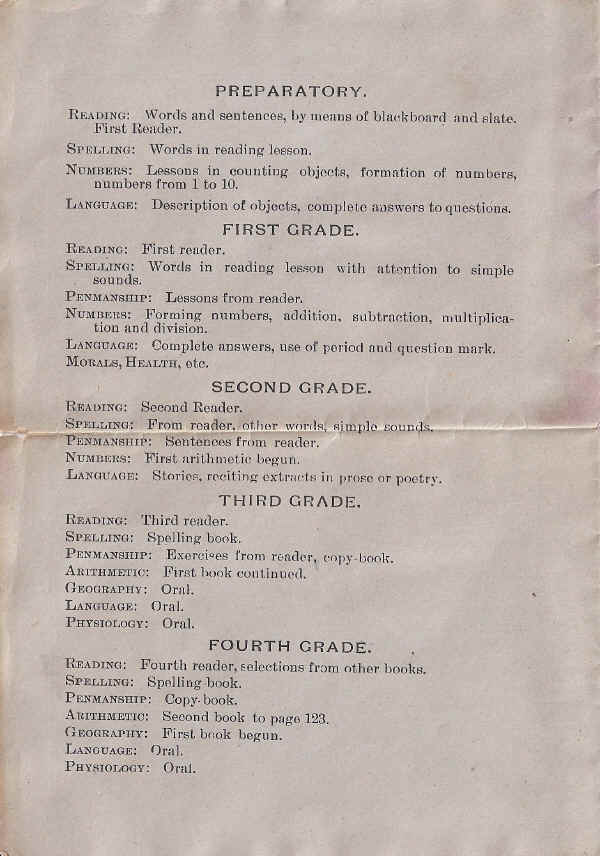 PREPARATORY.
READING: Words and sentences, by means of blackboard and slate.
First Reader.
SPELLING: Words in reading lesson.
NUMBERS: Lessons in counting objects, formation of numbers,
numbers from 1 to 10.
LANGUAGE: Description of objects, complete answers to questions.
FIRST GRADE.
READING: First reader.
SPELLING: Words in reading lesson with attention to simple
sounds.
PENMANSHIP: Lessons from reader.
NUMBERS: Forming numbers, addition, subtraction, multiplica-
tion and division.
LANGUAGE: Complete answers, use of period and question mark.
MORALS, HEALTH, etc.
SECOND GRADE.
READING: Second Reader.
SPELLING: From reader, other words, simple sounds.
PENMANSHIP: Sentences from reader.
NUMBERS: First arithmetic begun.
LANGUAGE: Stories, reciting extracts in prose or poetry.
THIRD GRADE.
READING: Third reader.
SPELLING: Spelling book.
PENMANSHIP: Exercises from reader, copy-book.
ARITHMETIC: First book continued.
GEOGRAPHY: Oral.
LANGUAGE: Oral.
PHYSIOLOGY: Oral.
FOURTH GRADE.
READING: Fourth reader, selections from other books.
SPELLING: Spelling-book.
PENMANSHIP: Copy-book.
ARITHMETIC: Second book to page 123.
GEOGRAPHY: First book begun.
LANGUAGE: Oral.
PHYSIOLOGY: Oral.